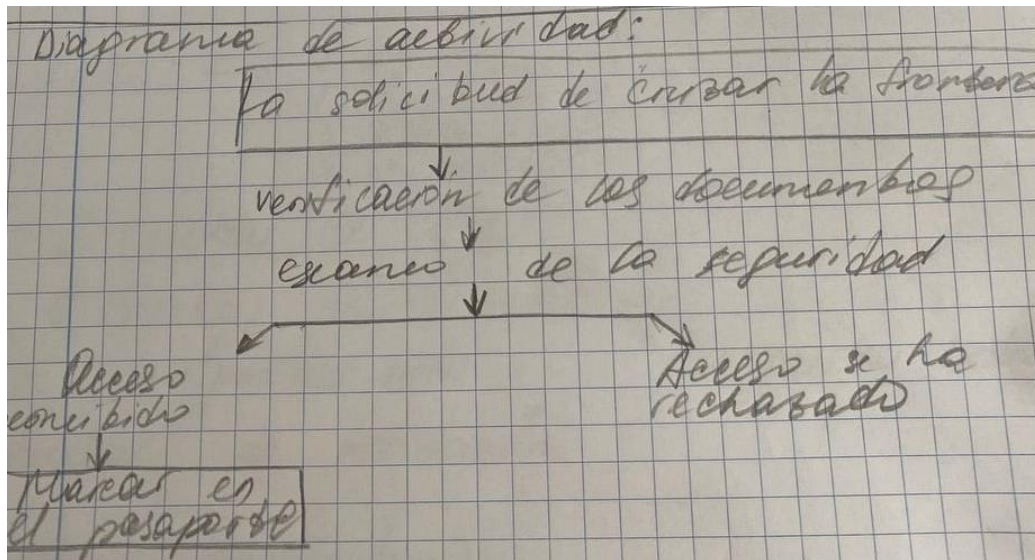 Diagrama de actividad:
La solicitud de cruzar la frontera
verificación de los documentos
escaneo de la seguridad
Acceso
Acceso se ha
concibido
rechazado
Marcar en
el pasaporte